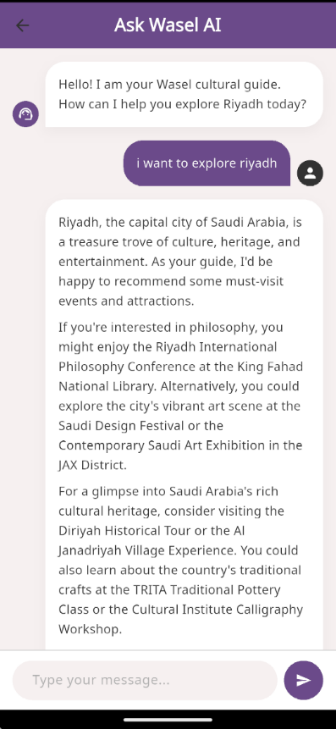 Ask Wasel AI
Hello! I am your Wasel cultural guide.
How can I help you explore Riyadh today?
i want to explore riyadh
Riyadh, the capital city of Saudi Arabia, is
a treasure trove of culture, heritage, and
entertainment. As your guide, I'd be
happy to recommend some must-visit
events and attractions.
If you're interested in philosophy, you
might enjoy the Riyadh International
Philosophy Conference at the King Fahad
National Library. Alternatively, you could
explore the city's vibrant art scene at the
Saudi Design Festival or the
Contemporary Saudi Art Exhibition in the
JAX District.
For a glimpse into Saudi Arabia's rich
cultural heritage, consider visiting the
Diriyah Historical Tour or the Al
Janadriyah Village Experience. You could
also learn about the country's traditional
crafts at the TRITA Traditional Pottery
Class or the Cultural Institute Calligraphy
Workshop.
Type your message...